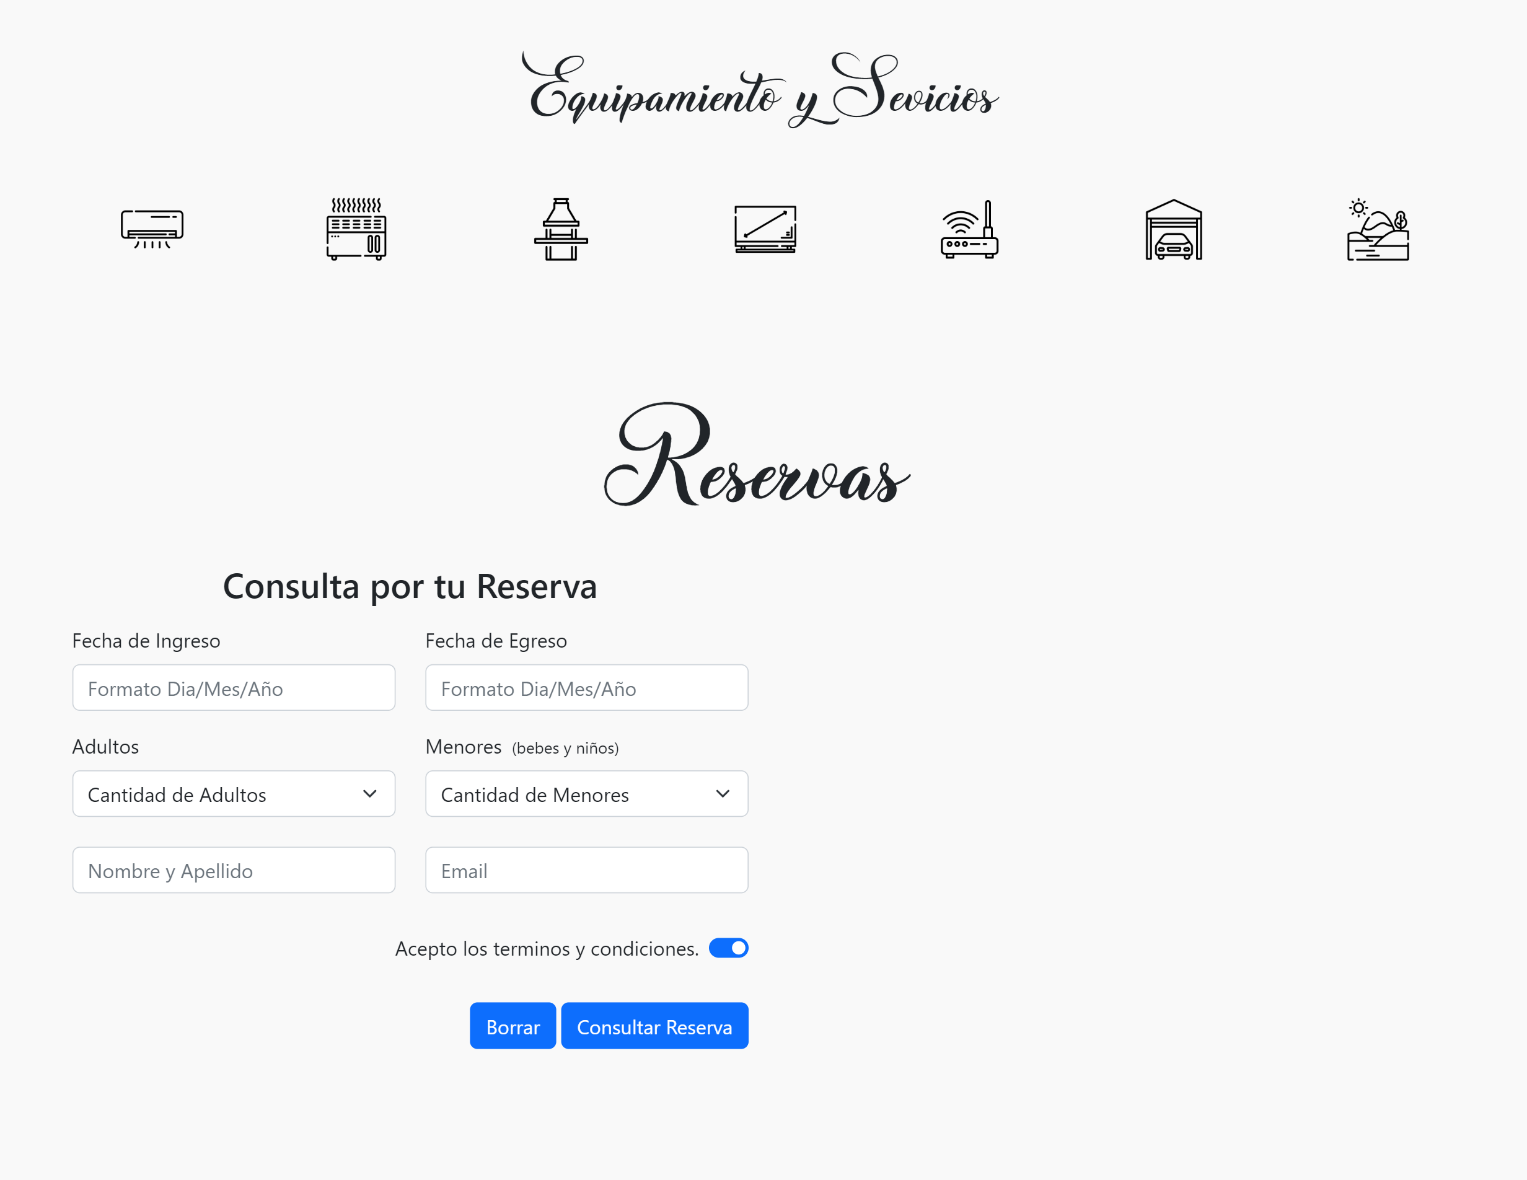 Equipamiento y Sevicios
Reservas
Consulta por tu Reserva
Fecha de Ingreso
Fecha de Egreso
Formato Dia/Mes/Año
Formato Dia/Mes/Año
Adultos
Menores (bebes y niños)
Cantidad de Adultos
Cantidad de Menores
Nombre y Apellido
Email
Acepto los terminos y condiciones.
Borrar
Consultar Reserva